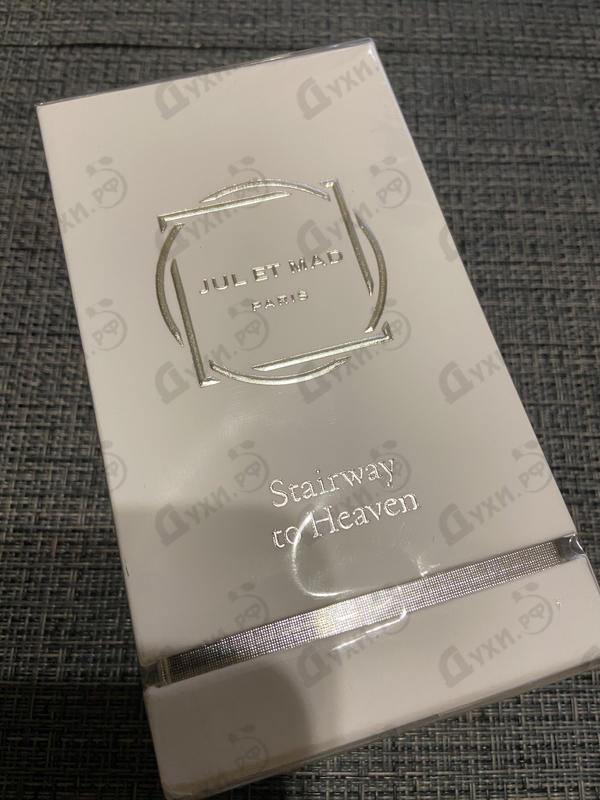 JUL ET MAD
PARIS
Stairway
to Heaven
Духи.рф